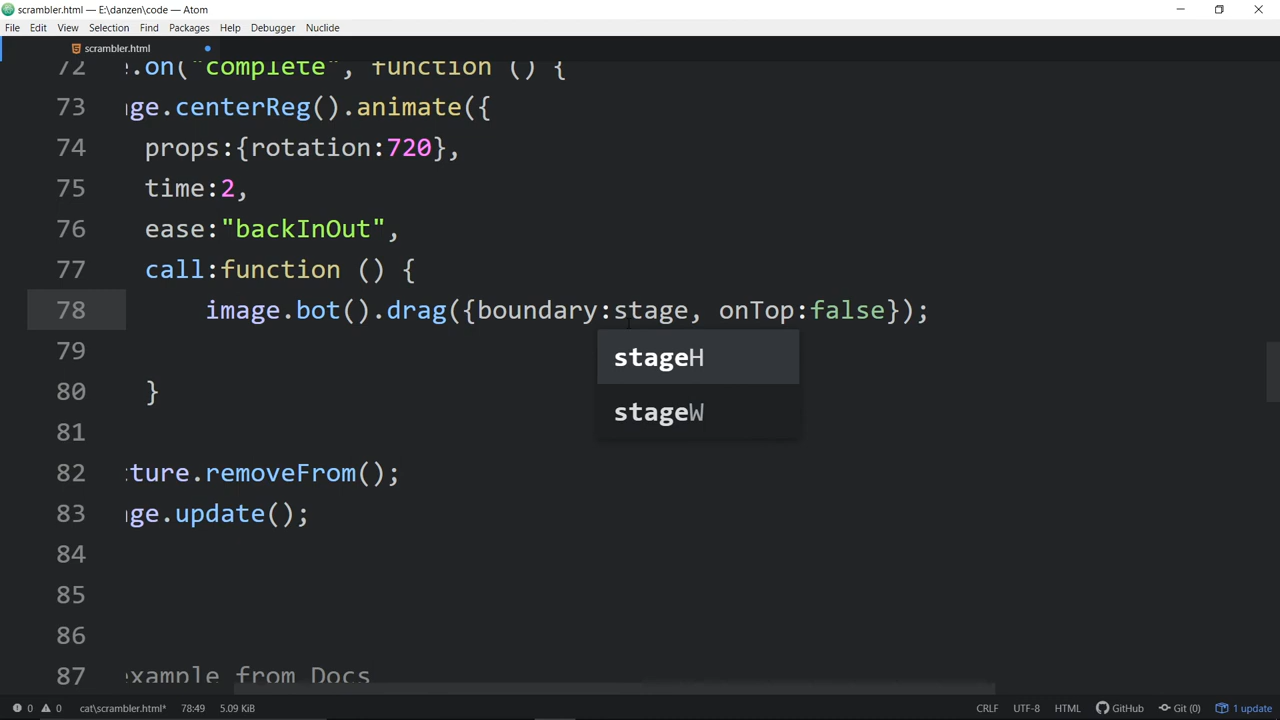 scrambler.html — E:\danzen\code — Atom
File Edit View Selection Find Packages Help Debugger Nuclide
scrambler.html
72 .on("complete", function () {
73 ge.centerReg().animate({
74 props:{rotation:720},
75 time:2,
76 ease:"backInOut",
77 call:function () {
78 image.bot().drag({boundary:stage, onTop:false});
79
stageH
80 }
stageW
81
82 cture.removeFrom();
83 ge.update();
84
85
86
87 example from Docs
0 0 cat\scrambler.html* 78:49 5.09 KiB CRLF UTF-8 HTML GitHub Git (0) 1 update